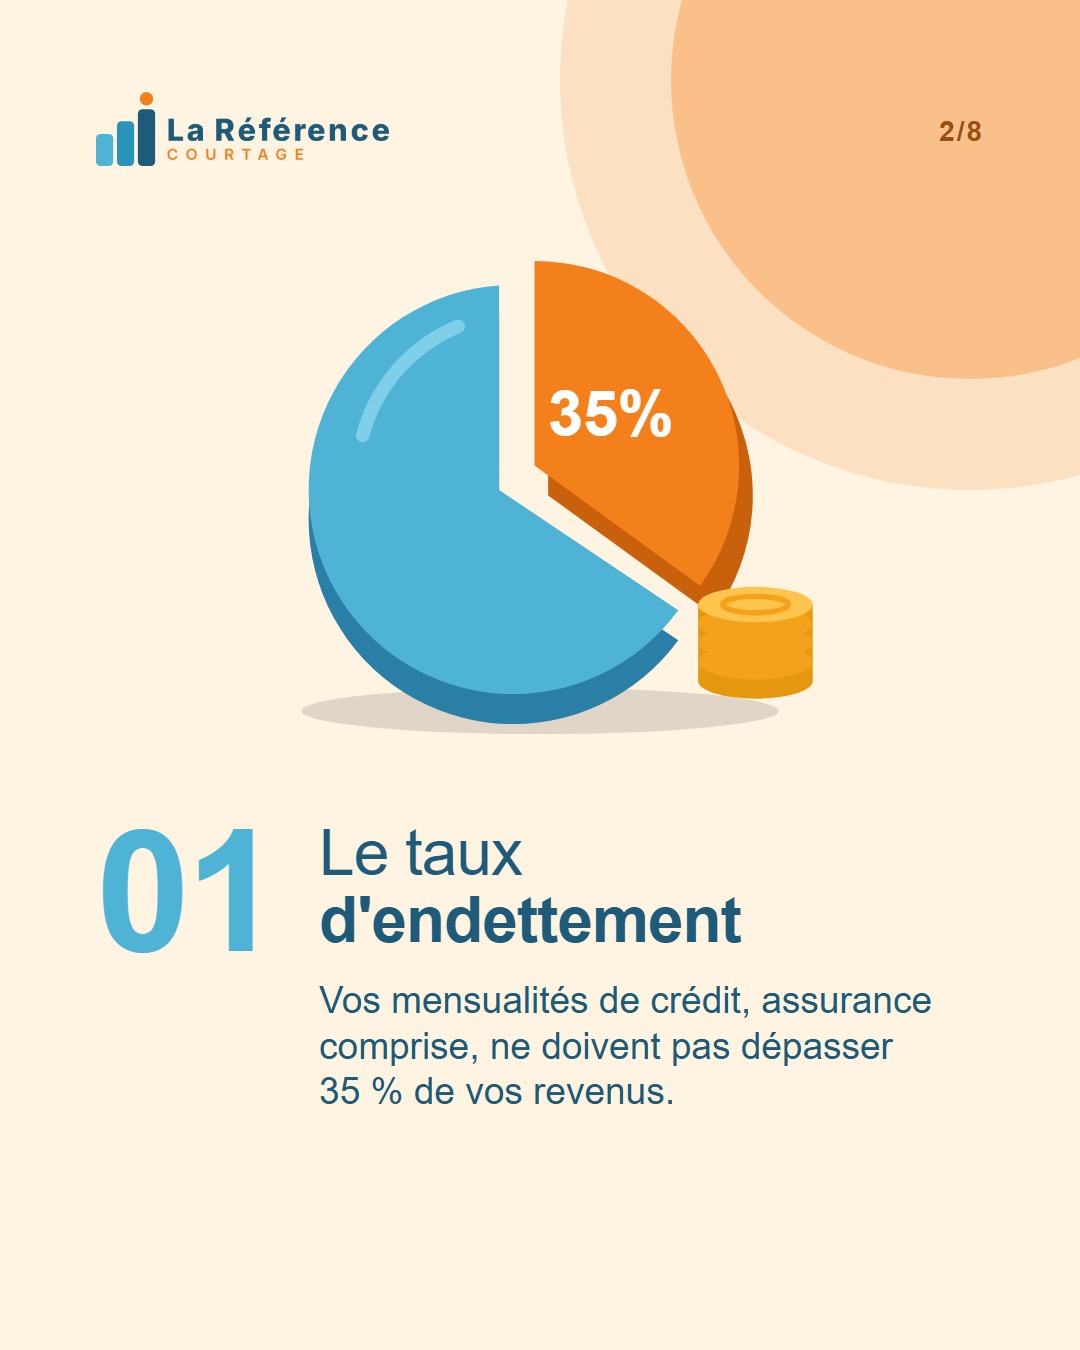 La Référence
COURTAGE
2/8
35%
01
Le taux
d'endettement
Vos mensualités de crédit, assurance
comprise, ne doivent pas dépasser
35 % de vos revenus.